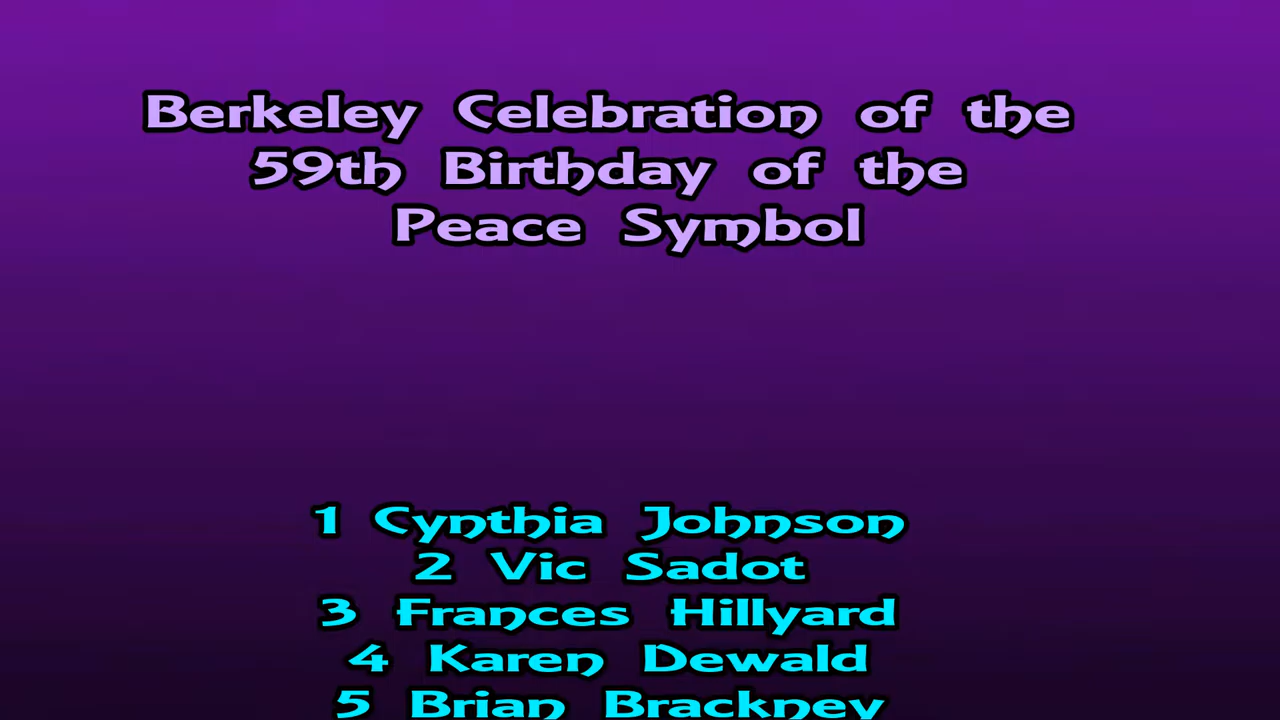 Berkeley Celebration of the
59th Birthday of the
Peace Symbol
1 Cynthia Johnson
2 Vic Sadot
3 Frances Hillyard
4 Karen Dewald
5 Brian Brackney